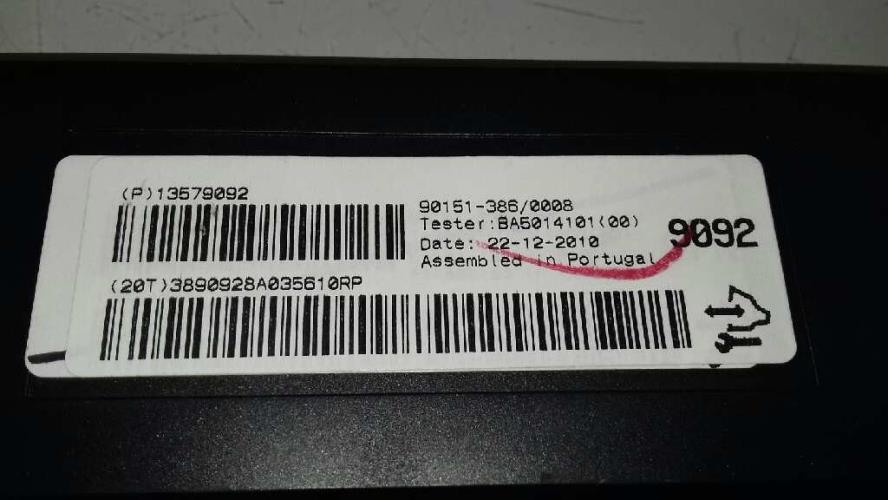 (P)13579092
90151-386/0008
Tester:BA5014101(00)
Date: 22-12-2010
Assembled in Portugal
9092
(20T)3890928A035610RP